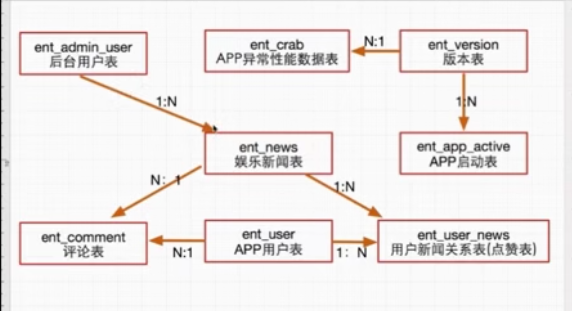 ent_admin_user
后台用户表
ent_crab
APP异常性能数据表
N:1
ent_version
版本表
1:N
1:N
ent_news
娱乐新闻表
ent_app_active
APP启动表
N: 1
1:N
ent_comment
评论表
N:1
ent_user
APP用户表
1: N
ent_user_news
用户新闻关系表(点赞表)